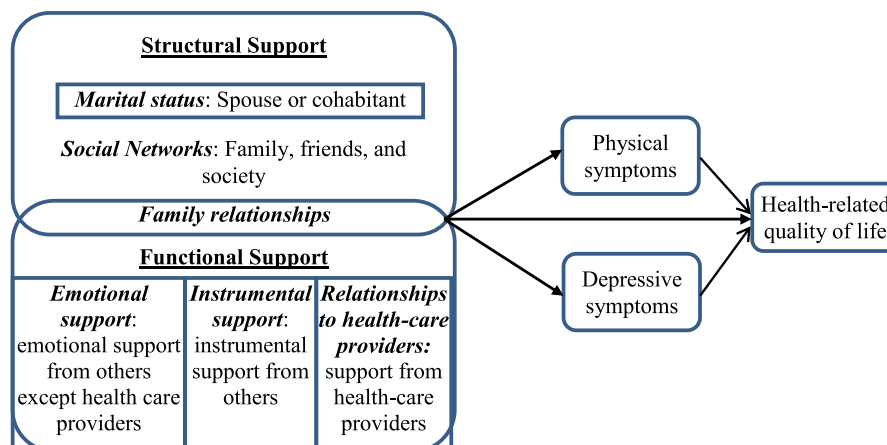 Structural Support
Marital status: Spouse or cohabitant
Social Networks: Family, friends, and
society
Family relationships
Functional Support
Emotional
support:
emotional support
from others
except health care
providers
Instrumental
support:
instrumental
support from
others
Relationships
to health-care
providers:
support from
health-care
providers
Physical
symptoms
Depressive
symptoms
Health-related
quality of life